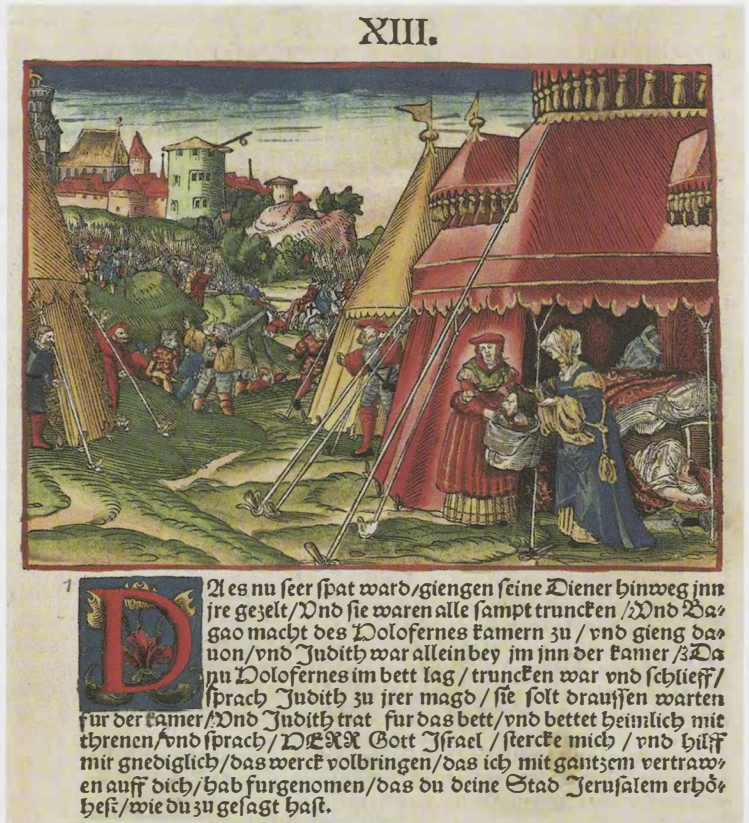 XIII.
1 DA es nu seer spat ward/giengen seine Diener hinweg jnn
jre gezelt/Vnd sie waren alle sampt truncken /2Vnd Ba⸗
gao macht des Holofernes kamern zu / vnd gieng da⸗
uon/vnd Judith war allein bey jm jnn der kamer /3Da
nu Holofernes im bett lag / truncken war vnd schlieff/
sprach Judith zu jrer magd / sie solt draussen warten
fur der kamer/Vnd Judith trat fur das bett/vnd bettet heimlich mit
threnen/vnd sprach/HERR Gott Israel / stercke mich / vnd hilff
mir gnediglich/das werck volbringen/das ich mit gantzem vertraw⸗
en auff dich/hab furgenomen/das du deine Stad Jerusalem erhö⸗
hest/wie du zu gesagt hast.